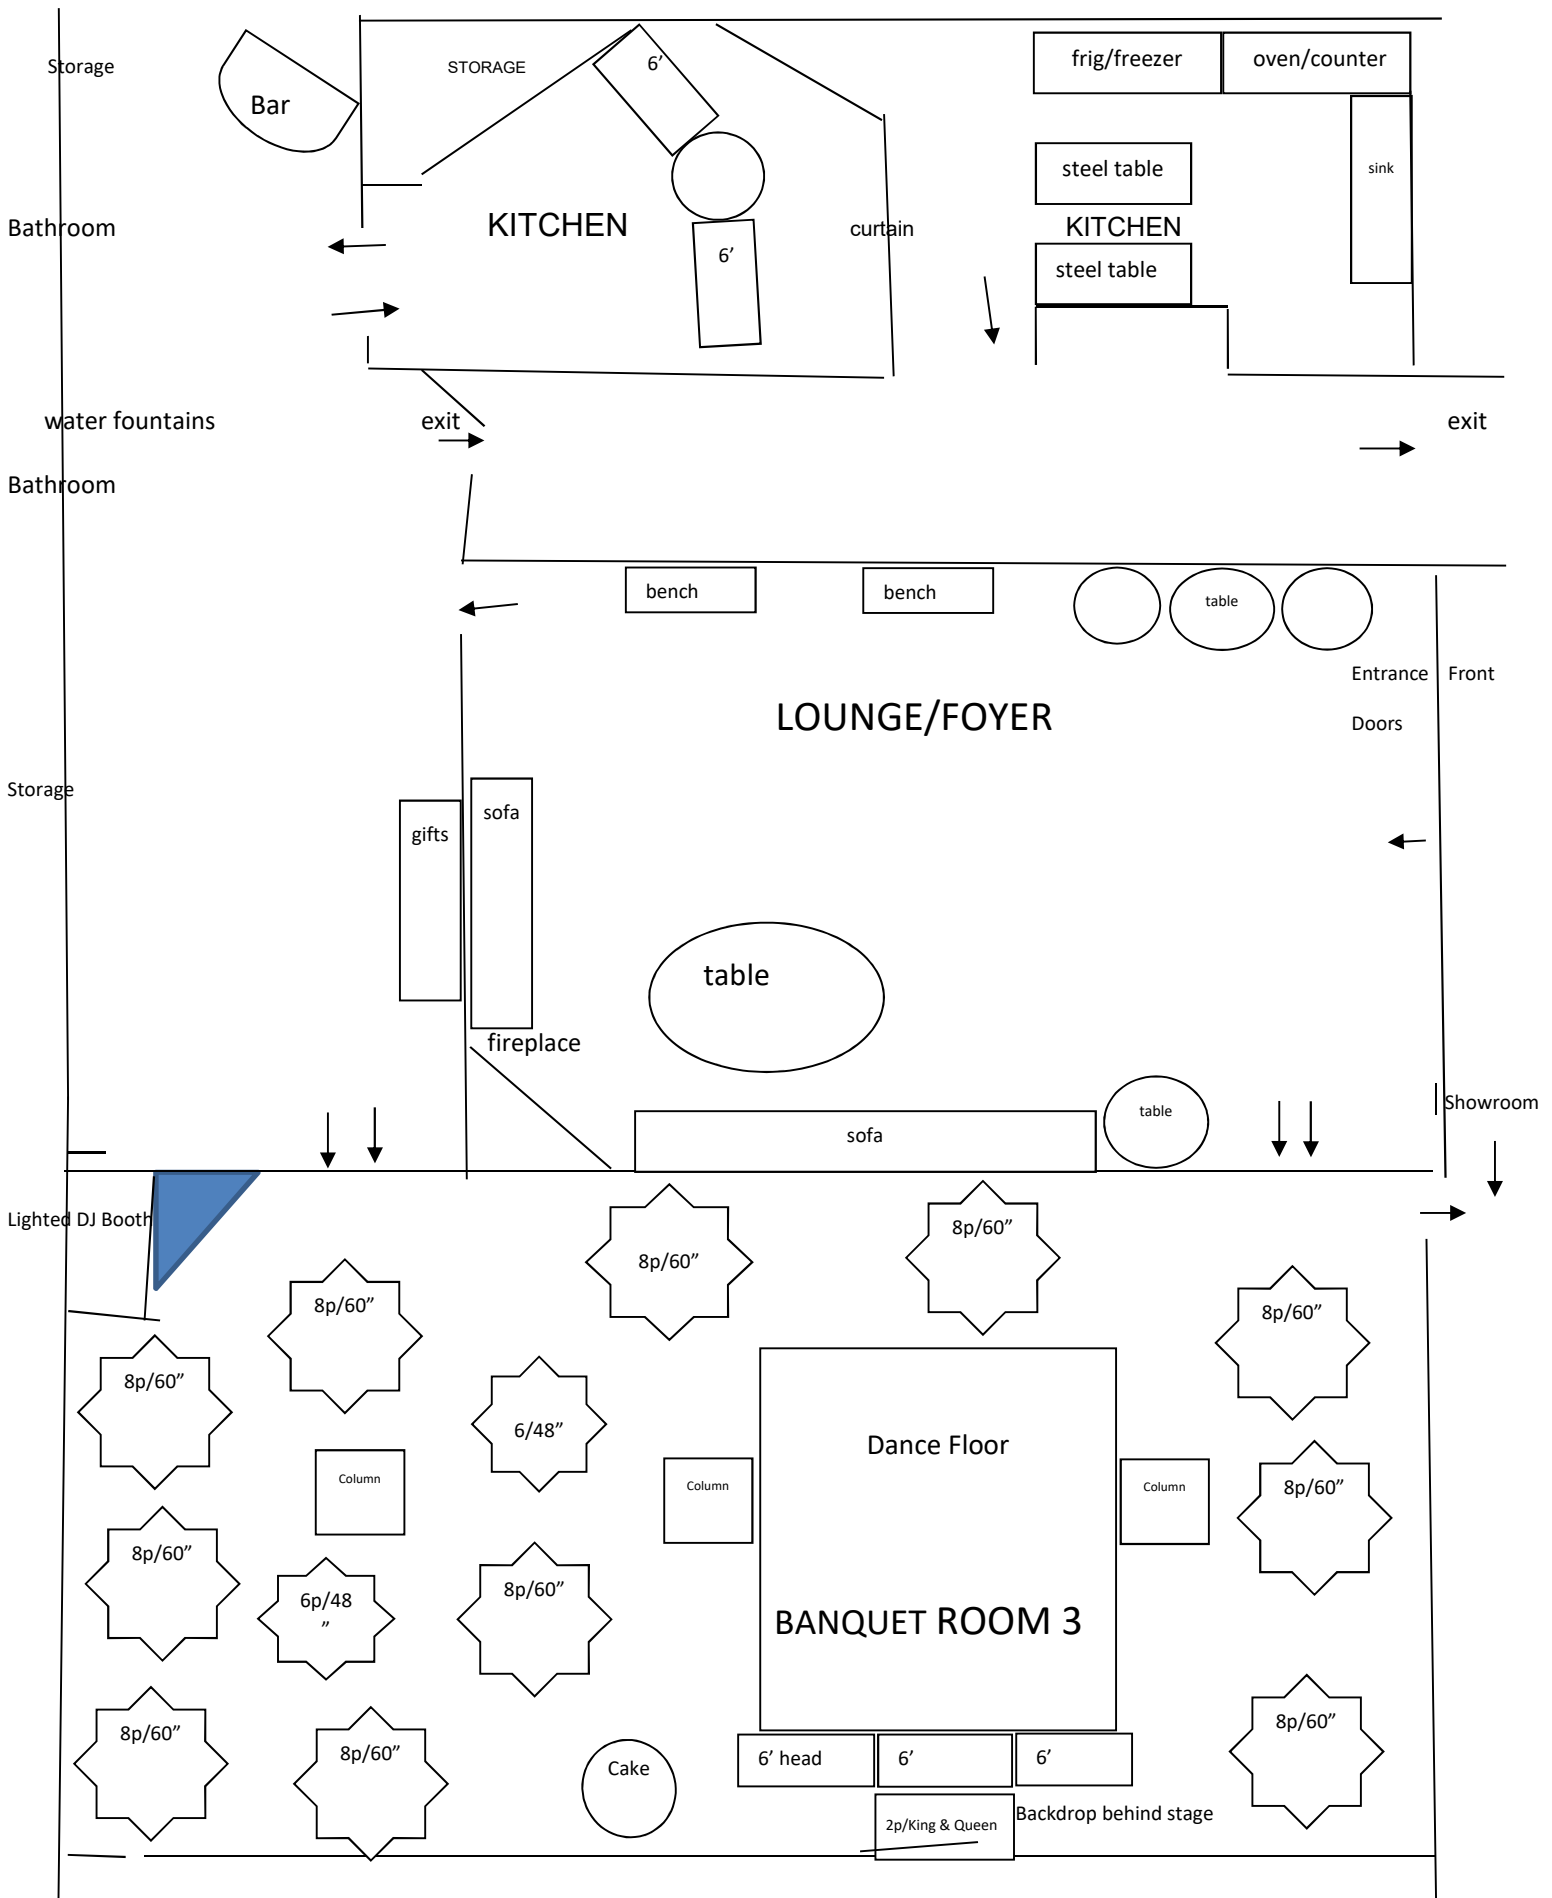 Storage
Bar
STORAGE
6’
frig/freezer
oven/counter
steel table
sink
Bathroom
KITCHEN
curtain
KITCHEN
6’
steel table
water fountains
exit
exit
Bathroom
bench
bench
table
Entrance
Front
LOUNGE/FOYER
Doors
Storage
sofa
gifts
table
fireplace
Showroom
table
sofa
Lighted DJ Booth
8p/60”
8p/60”
8p/60”
8p/60”
8p/60”
6/48”
Dance Floor
Column
Column
Column
8p/60”
8p/60”
8p/60”
6p/48
”
8p/60”
BANQUET ROOM 3
8p/60”
8p/60”
8p/60”
Cake
6’ head
6’
6’
2p/King & Queen
Backdrop behind stage